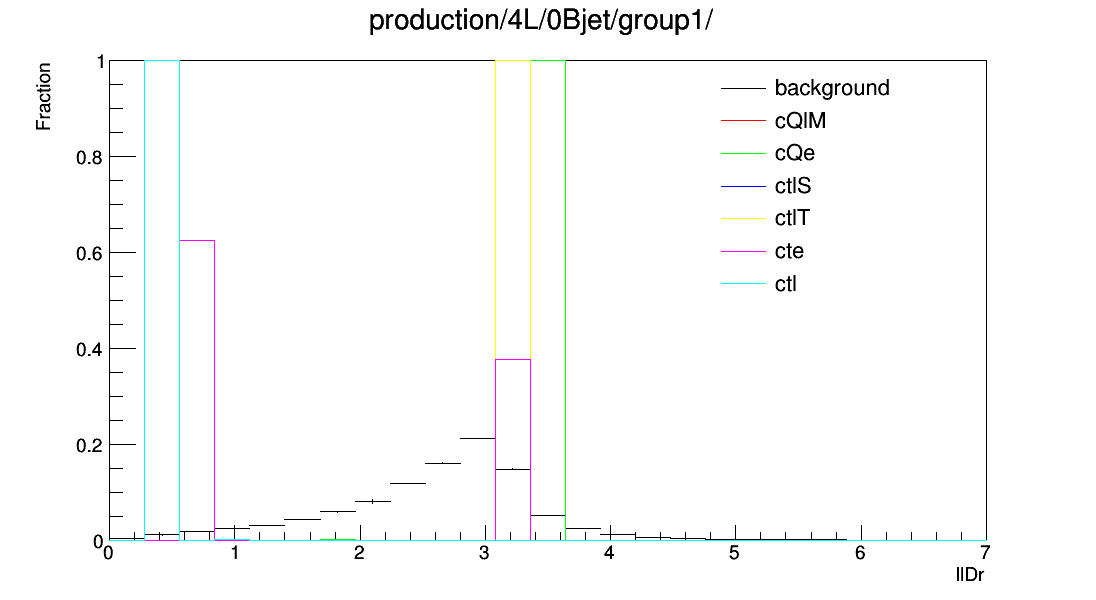 production/4L/0Bjet/group1/
Fraction
1
0.8
0.6
0.4
0.2
0
0 1 2 3 4 5 6 7
llDr
background
cQlM
cQe
ctlS
ctlT
cte
ctl